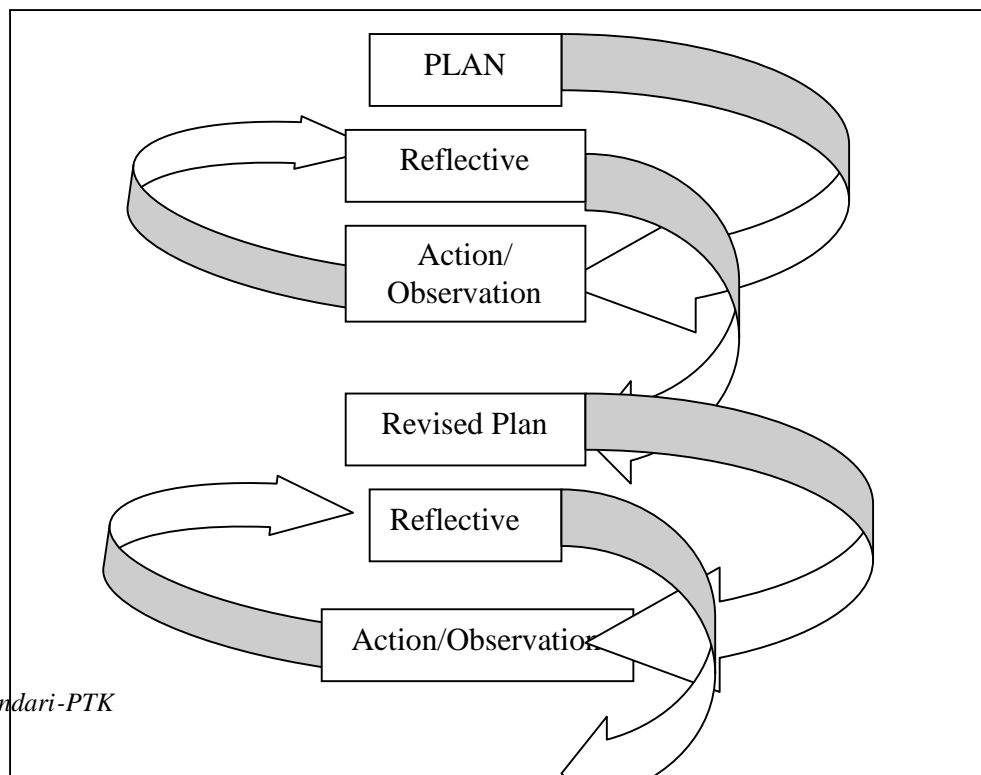 PLAN
Reflective
Action/
Observation
Revised Plan
Reflective
Action/Observation
ndari-PTK